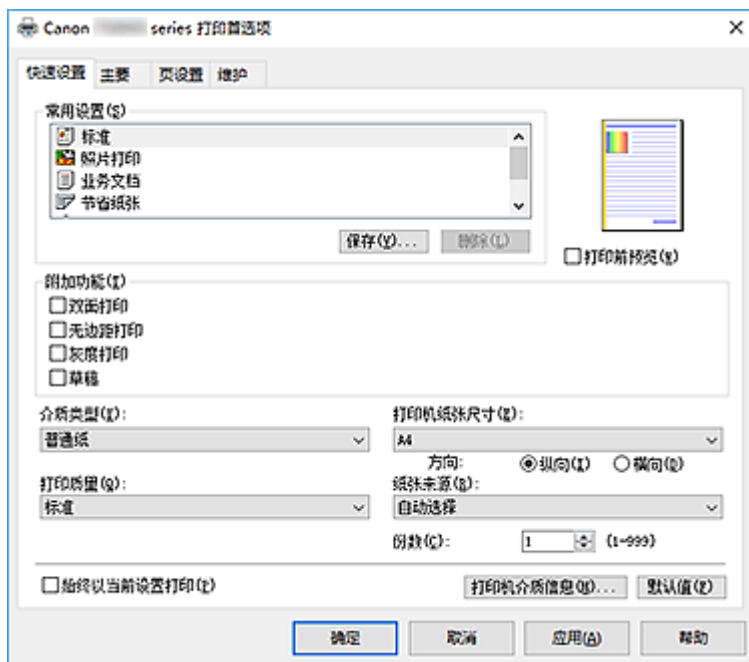 Canon series 打印首选项
快速设置 主要 页设置 维护
常用设置(S)
标准
照片打印
业务文档
节省纸张
保存(V)... 删除(L)
打印前预览(W)
附加功能(I)
双面打印
无边距打印
灰度打印
草稿
介质类型(Y): 打印机纸张尺寸(Z):
普通纸 A4
方向: 纵向(I) 横向(D)
打印质量(Q): 纸张来源(B):
标准 自动选择
份数(C): 1 (1-999)
始终以当前设置打印(P)
打印机介质信息(M)... 默认值(F)
确定 取消 应用(A) 帮助